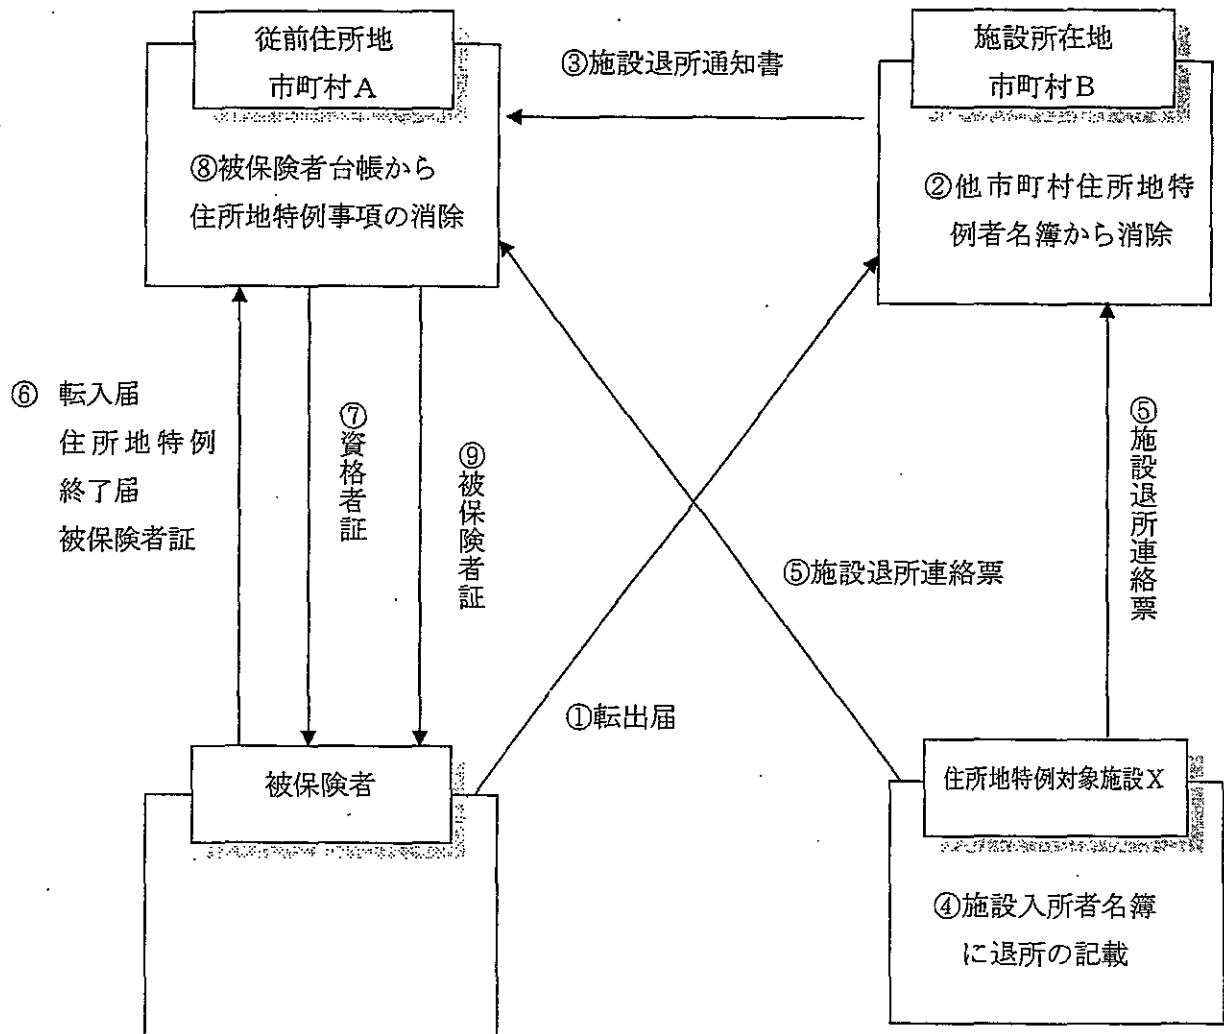 従前住所地
市町村A
施設所在地
市町村B
③施設退所通知書
⑧被保険者台帳から
住所地特例事項の消除
②他市町村住所地特
例者名簿から消除
⑥ 転入届
住所地特例
終了届
被保険者証
⑦資格者証
⑨被保険者証
⑤施設退所連絡票
⑤施設退所連絡票
①転出届
被保険者
住所地特例対象施設X
④施設入所者名簿
に退所の記載